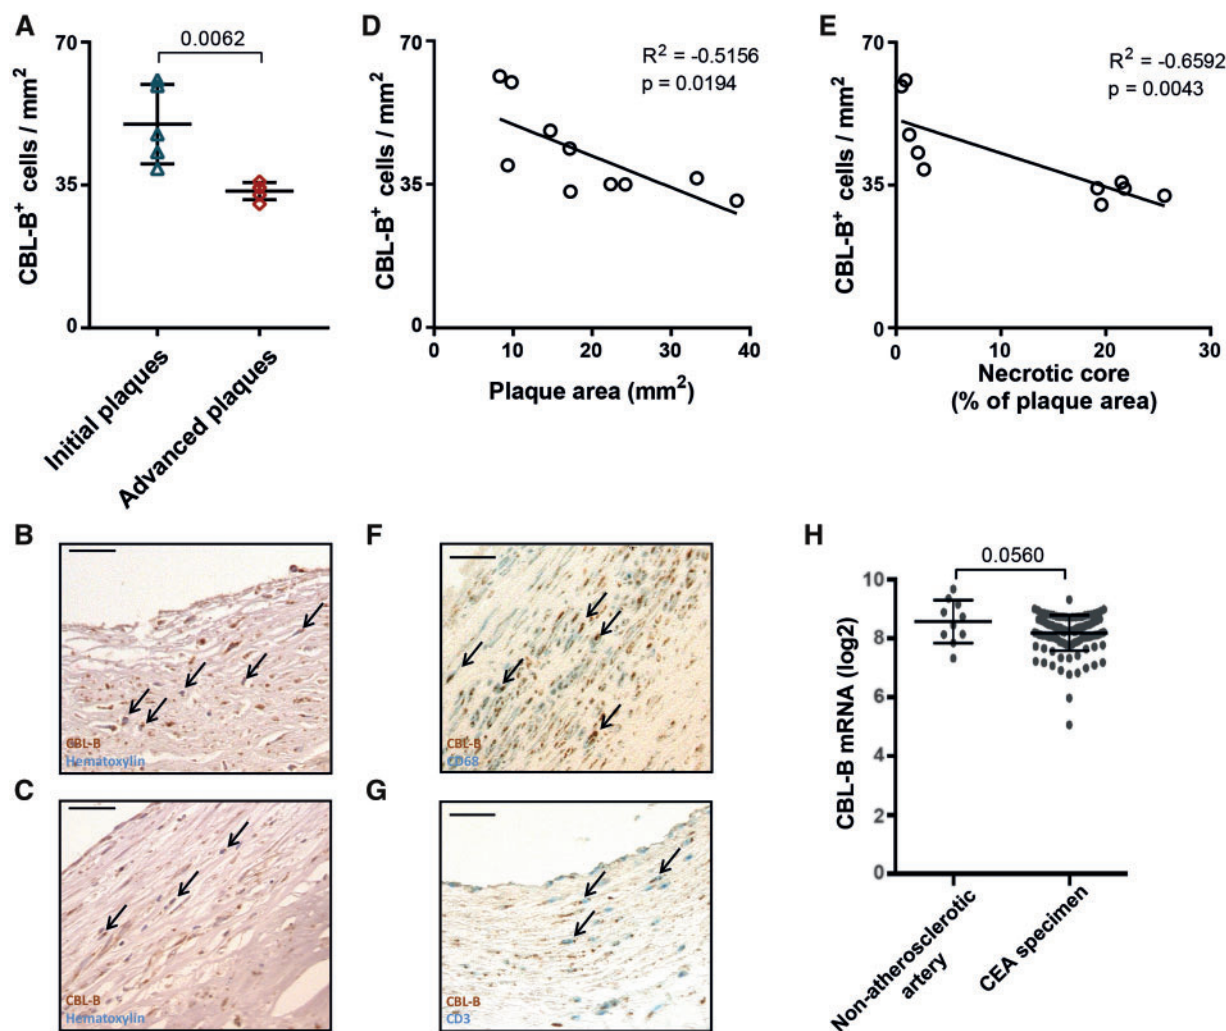 A
70
35
0
CBL-B⁺ cells / mm²
0.0062
Initial plaques
Advanced plaques
D
70
35
0
CBL-B⁺ cells / mm²
R² = -0.5156
p = 0.0194
0 10 20 30 40
Plaque area (mm²)
E
70
35
0
CBL-B⁺ cells / mm²
R² = -0.6592
p = 0.0043
0 10 20 30
Necrotic core
(% of plaque area)
B
CBL-B
Hematoxylin
C
CBL-B
Hematoxylin
F
CBL-B
CD68
G
CBL-B
CD3
H
10
8
6
4
2
0
CBL-B mRNA (log2)
0.0560
Non-atherosclerotic
artery
CEA specimen